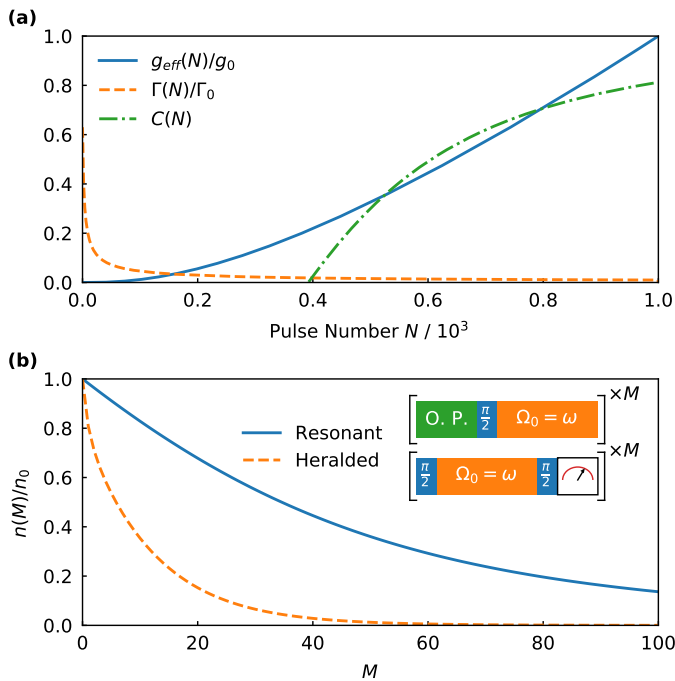 (a)
g_eff(N)/g_0
Γ(N)/Γ_0
C(N)
1.0
0.8
0.6
0.4
0.2
0.0
0.0 0.2 0.4 0.6 0.8 1.0
Pulse Number N / 10^3
(b)
n(M)/n_0
1.0
0.8
0.6
0.4
0.2
0.0
Resonant
Heralded
O. P. π/2 Ω_0 = ω ×M
π/2 Ω_0 = ω π/2 ×M
0 20 40 60 80 100
M